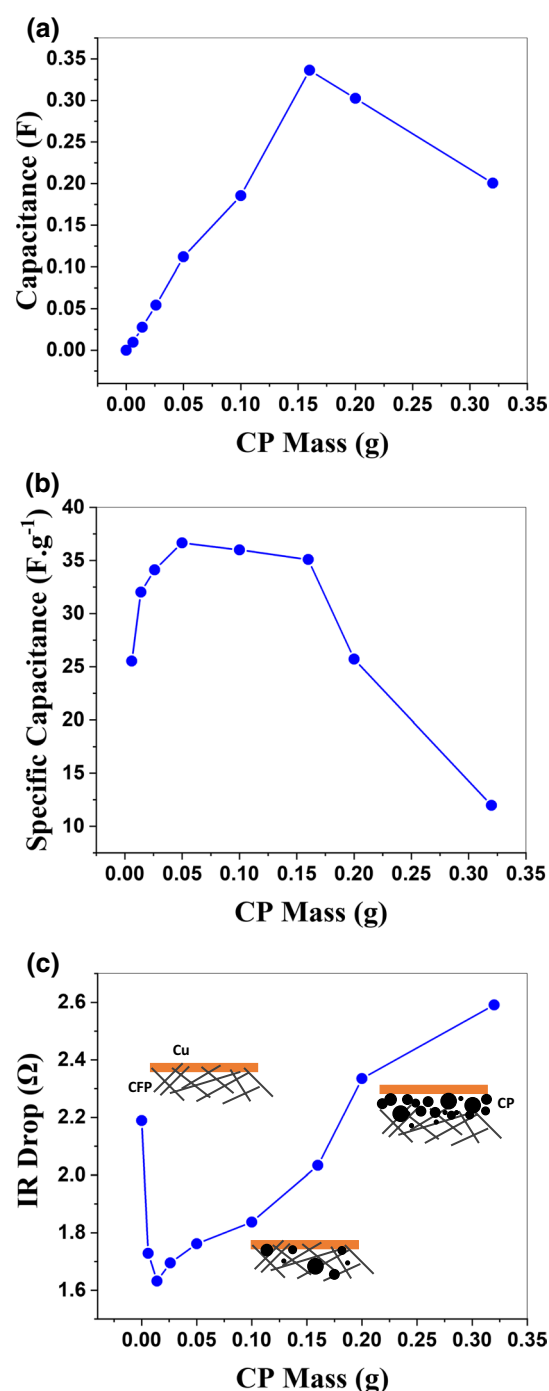 (a)
0.35
0.30
0.25
0.20
0.15
0.10
0.05
0.00
Capacitance (F)
0.00 0.05 0.10 0.15 0.20 0.25 0.30 0.35
CP Mass (g)
(b)
40
35
30
25
20
15
10
Specific Capacitance (F.g-1)
0.00 0.05 0.10 0.15 0.20 0.25 0.30 0.35
CP Mass (g)
(c)
2.6
2.4
2.2
2.0
1.8
1.6
IR Drop (Ω)
Cu
CFP
CP
0.00 0.05 0.10 0.15 0.20 0.25 0.30 0.35
CP Mass (g)